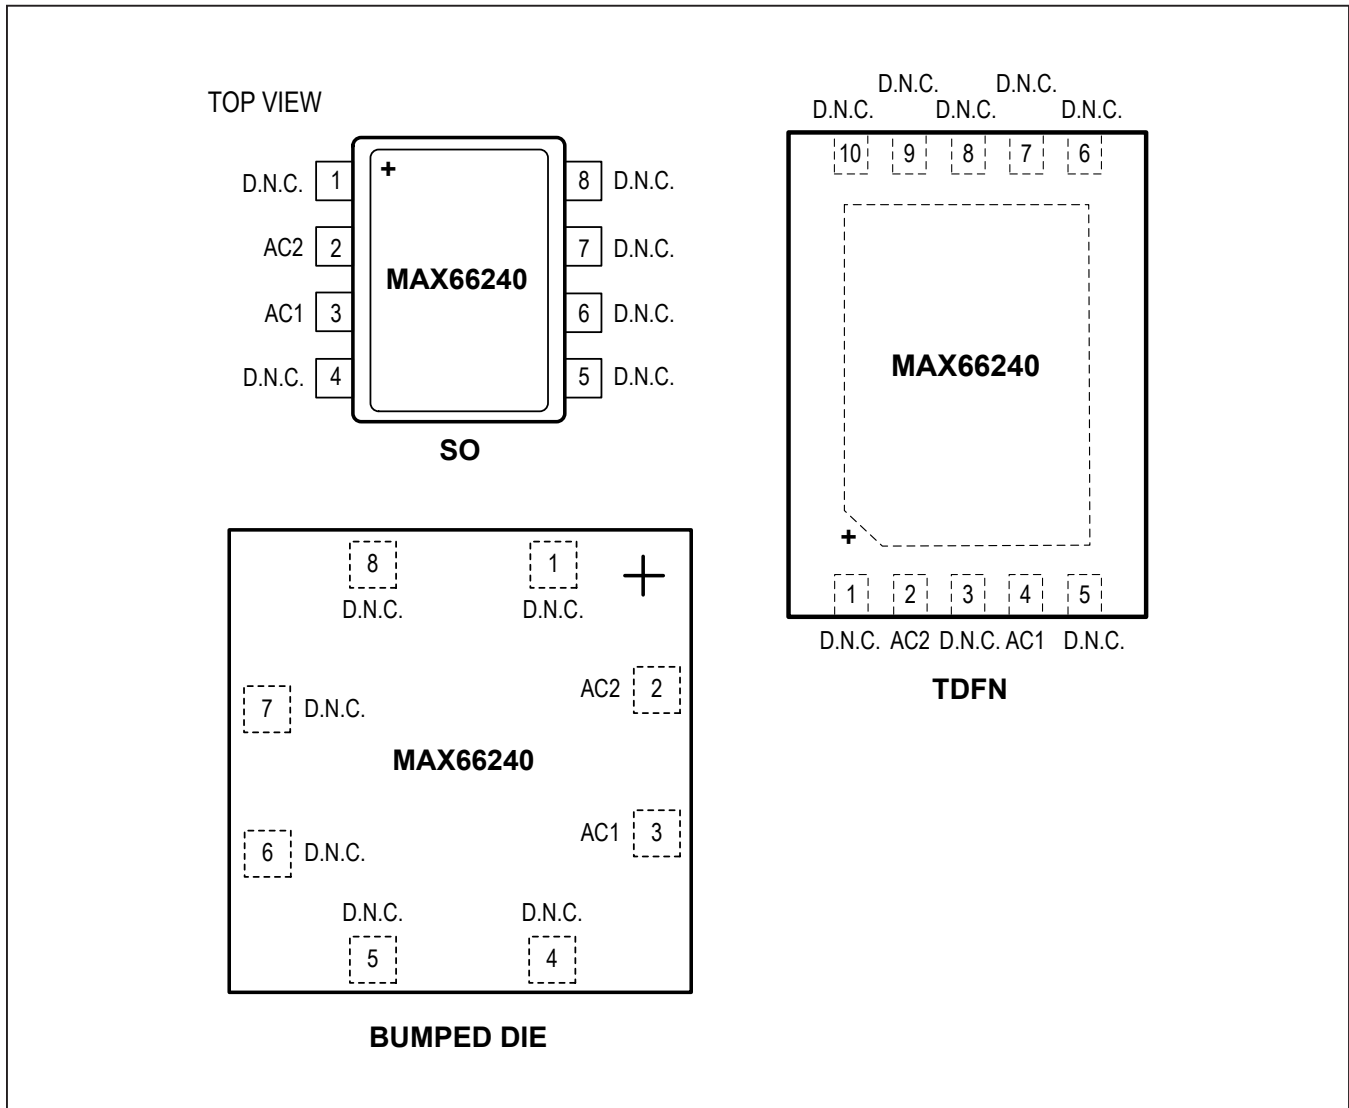 TOP VIEW
D.N.C. 1 + 8 D.N.C.
AC2 2 7 D.N.C.
MAX66240
AC1 3 6 D.N.C.
D.N.C. 4 5 D.N.C.
SO
D.N.C. D.N.C.
D.N.C. D.N.C. D.N.C.
10 9 8 7 6
MAX66240
+
1 2 3 4 5
D.N.C. AC2 D.N.C. AC1 D.N.C.
TDFN
8 1 +
D.N.C. D.N.C.
AC2 2
7 D.N.C.
MAX66240
AC1 3
6 D.N.C.
D.N.C. D.N.C.
5 4
BUMPED DIE